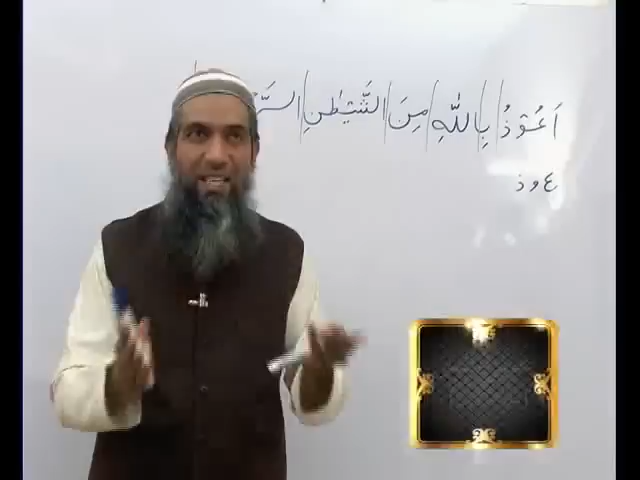 اَعُوْذُ بِاللّٰهِ مِنَ الشَّيْطٰنِ
ع و ذ